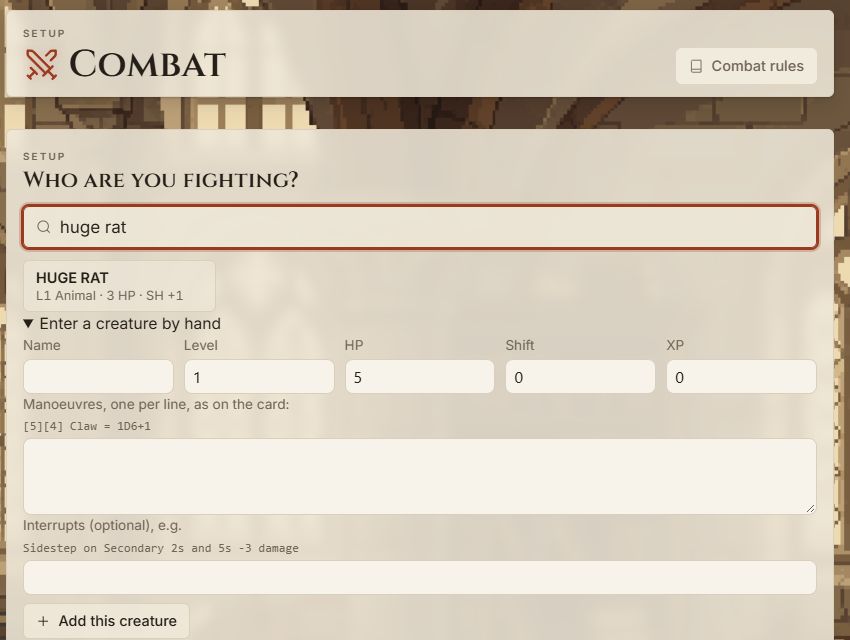 SETUP
COMBAT
Combat rules
SETUP
WHO ARE YOU FIGHTING?
huge rat
HUGE RAT
L1 Animal · 3 HP · SH +1
▼ Enter a creature by hand
Name Level HP Shift XP
1 5 0 0
Manoeuvres, one per line, as on the card:
[5][4] Claw = 1D6+1
Interrupts (optional), e.g.
Sidestep on Secondary 2s and 5s -3 damage
+ Add this creature